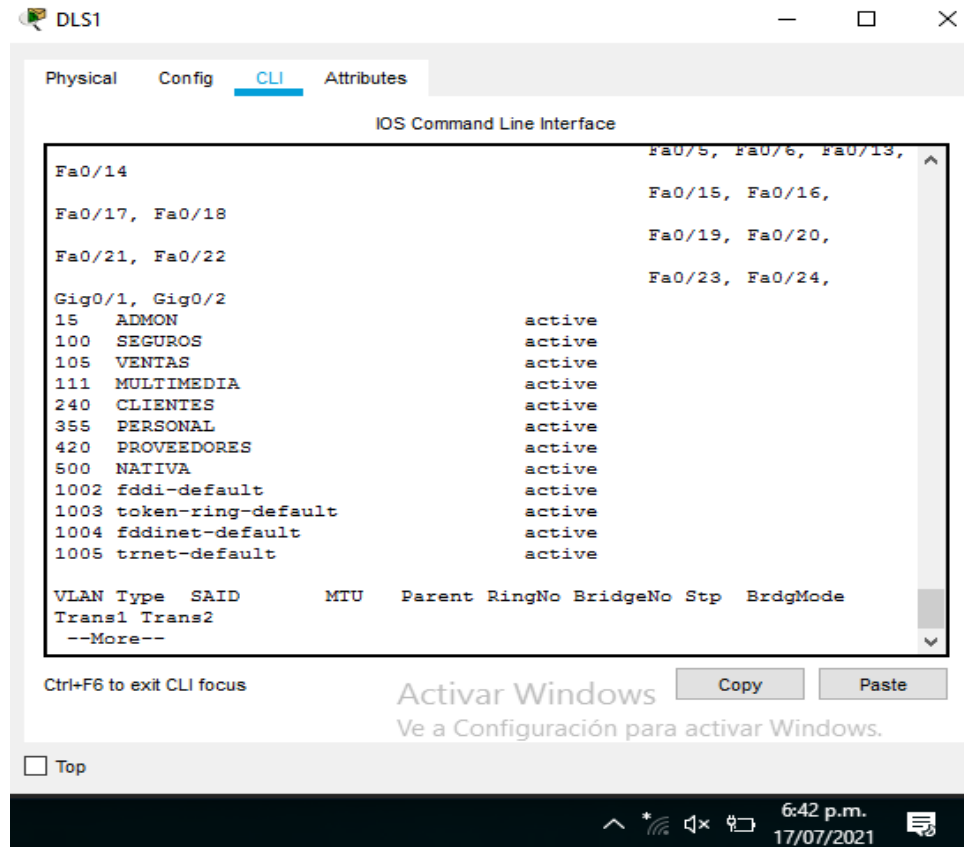 DLS1
Physical Config CLI Attributes
IOS Command Line Interface
Fa0/5, Fa0/6, Fa0/13,
Fa0/14
Fa0/15, Fa0/16,
Fa0/17, Fa0/18
Fa0/19, Fa0/20,
Fa0/21, Fa0/22
Fa0/23, Fa0/24,
Gig0/1, Gig0/2
15 ADMON active
100 SEGUROS active
105 VENTAS active
111 MULTIMEDIA active
240 CLIENTES active
355 PERSONAL active
420 PROVEEDORES active
500 NATIVA active
1002 fddi-default active
1003 token-ring-default active
1004 fddinet-default active
1005 trnet-default active
VLAN Type SAID MTU Parent RingNo BridgeNo Stp BrdgMode
Trans1 Trans2
--More--
Ctrl+F6 to exit CLI focus
Copy Paste
Activar Windows
Ve a Configuración para activar Windows.
Top
6:42 p.m.
17/07/2021